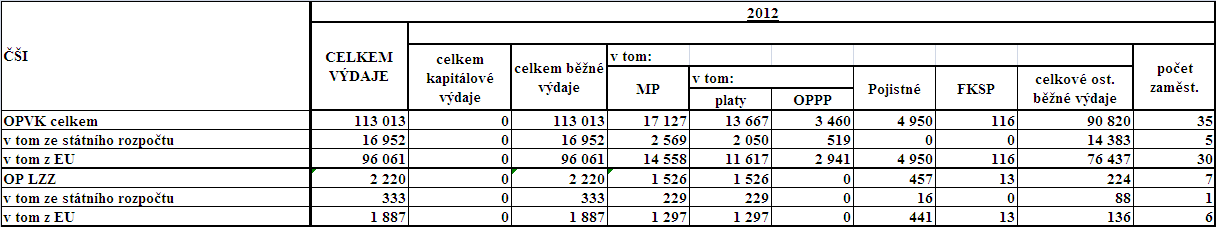 2012
ČŠI
CELKEM VÝDAJE
celkem kapitálové výdaje
celkem běžné výdaje
v tom:
MP
v tom:
platy
OPPP
Pojistné
FKSP
celkové ost. běžné výdaje
počet zaměst.
OPVK celkem 113 013 0 113 013 17 127 13 667 3 460 4 950 116 90 820 35
v tom ze státního rozpočtu 16 952 0 16 952 2 569 2 050 519 0 0 14 383 5
v tom z EU 96 061 0 96 061 14 558 11 617 2 941 4 950 116 76 437 30
OP LZZ 2 220 0 2 220 1 526 1 526 0 457 13 224 7
v tom ze státního rozpočtu 333 0 333 229 229 0 16 0 88 1
v tom z EU 1 887 0 1 887 1 297 1 297 0 441 13 136 6